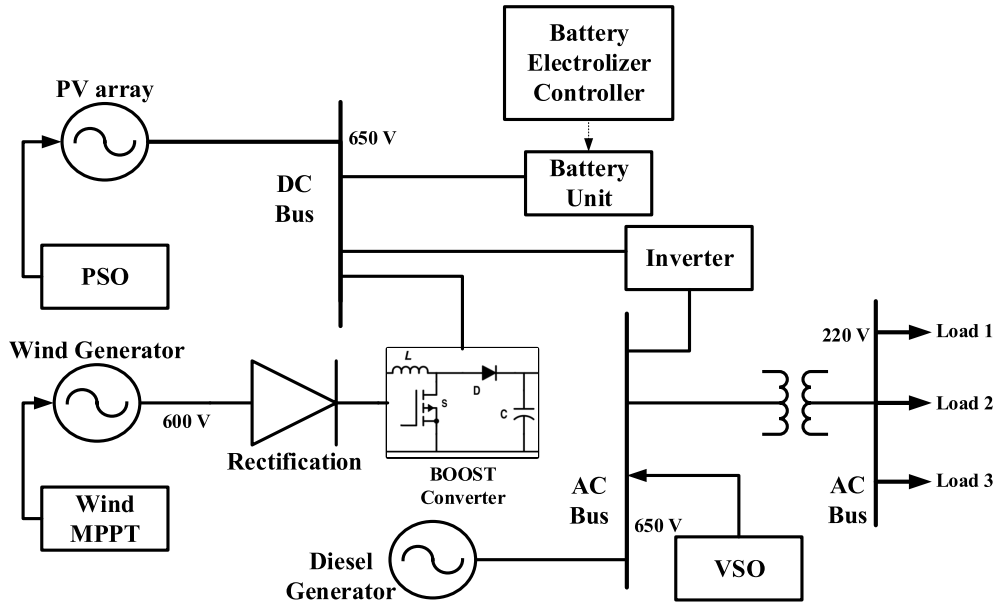 Battery
Electrolizer
Controller
PV array
650 V
DC
Bus
Battery
Unit
PSO
Inverter
Wind Generator
600 V
Rectification
L
D
S
C
BOOST
Converter
220 V
Load 1
Load 2
Load 3
AC
Bus
650 V
AC
Bus
Wind
MPPT
Diesel
Generator
VSO